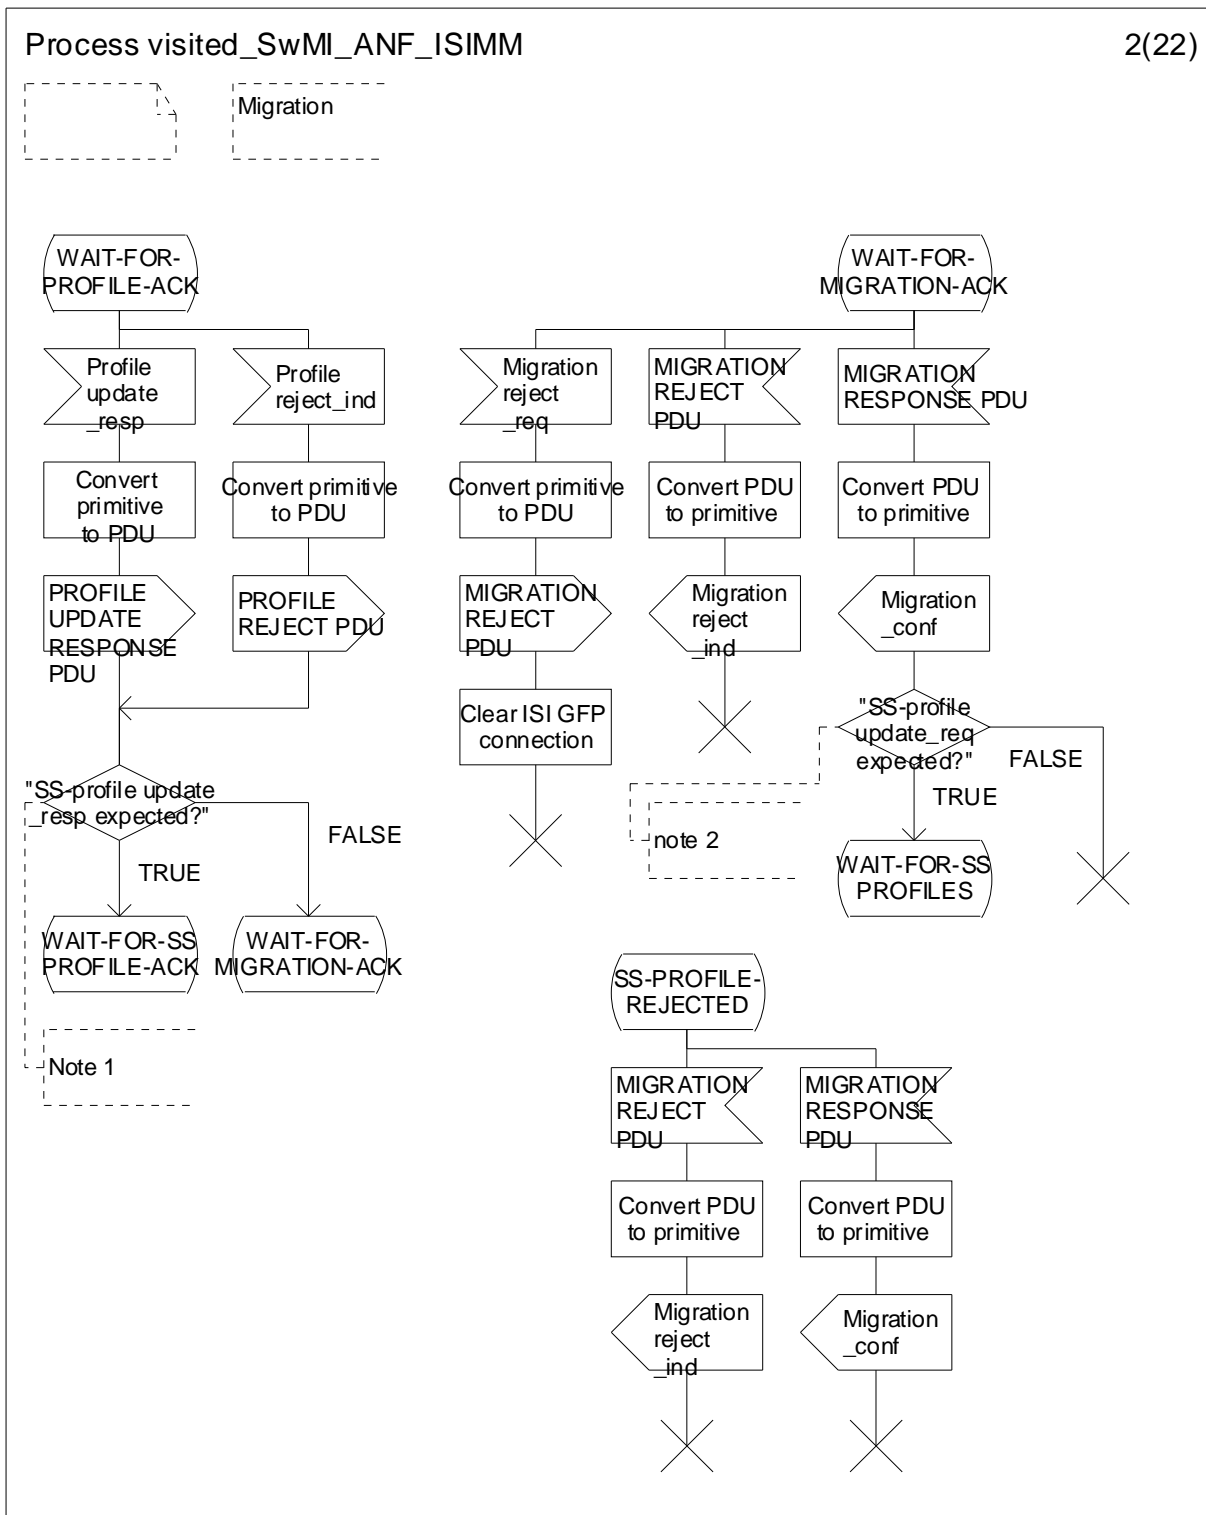 Process visited_SwMI_ANF_ISIMM
2(22)
Migration
WAIT-FOR-
PROFILE-ACK
WAIT-FOR-
MIGRATION-ACK
Profile
update
_resp
Profile
reject_ind
Migration
reject
_req
MIGRATION
REJECT
PDU
MIGRATION
RESPONSE PDU
Convert
primitive
to PDU
Convert primitive
to PDU
Convert primitive
to PDU
Convert PDU
to primitive
Convert PDU
to primitive
PROFILE
UPDATE
RESPONSE
PDU
PROFILE
REJECT PDU
MIGRATION
REJECT
PDU
Migration
reject
_ind
Migration
_conf
Clear ISI GFP
connection
"SS-profile
update_req
expected?"
FALSE
TRUE
"SS-profile update
_resp expected?"
FALSE
TRUE
note 2
WAIT-FOR-SS
PROFILES
WAIT-FOR-SS
PROFILE-ACK
WAIT-FOR-
MIGRATION-ACK
Note 1
SS-PROFILE-
REJECTED
MIGRATION
REJECT
PDU
MIGRATION
RESPONSE
PDU
Convert PDU
to primitive
Convert PDU
to primitive
Migration
reject
_ind
Migration
_conf